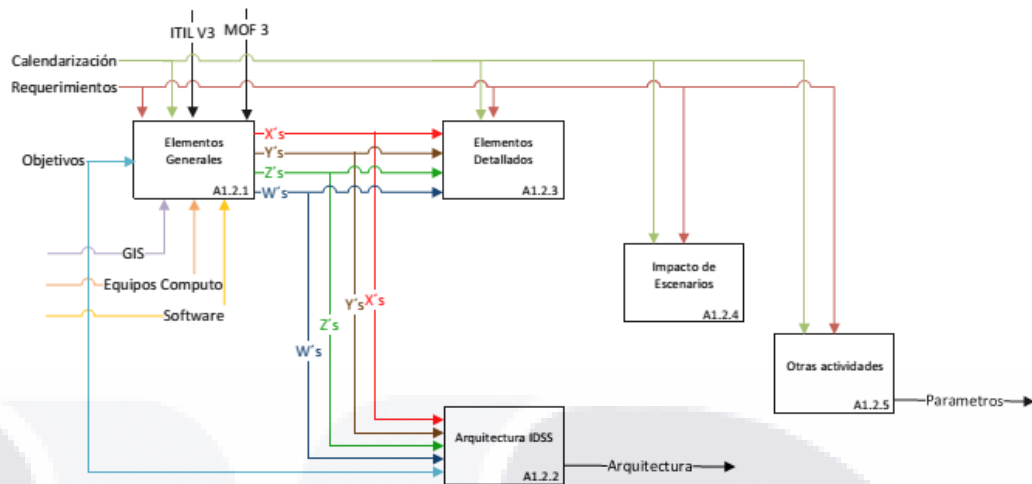 ITIL V3
MOF 3
Calendarización
Requerimientos
Objetivos
Elementos
Generales
A1.2.1
X´s
Y´s
Z´s
W´s
Elementos
Detallados
A1.2.3
GIS
Equipos Computo
Software
Impacto de
Escenarios
A1.2.4
Y´s
X´s
Z´s
W´s
Otras actividades
A1.2.5
Parametros
Arquitectura IDSS
A1.2.2
Arquitectura